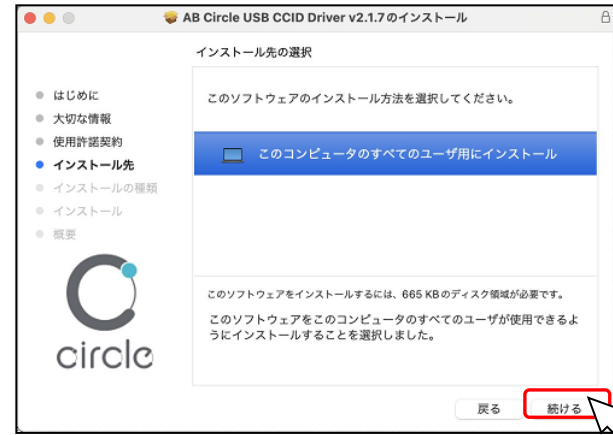 AB Circle USB CCID Driver v2.1.7のインストール
インストール先の選択
はじめに
大切な情報
使用許諾契約
インストール先
インストールの種類
インストール
概要
circle
このソフトウェアのインストール方法を選択してください。
このコンピュータのすべてのユーザ用にインストール
このソフトウェアをインストールするには、665 KBのディスク領域が必要です。
このソフトウェアをこのコンピュータのすべてのユーザが使用できるよ
うにインストールすることを選択しました。
戻る
続ける